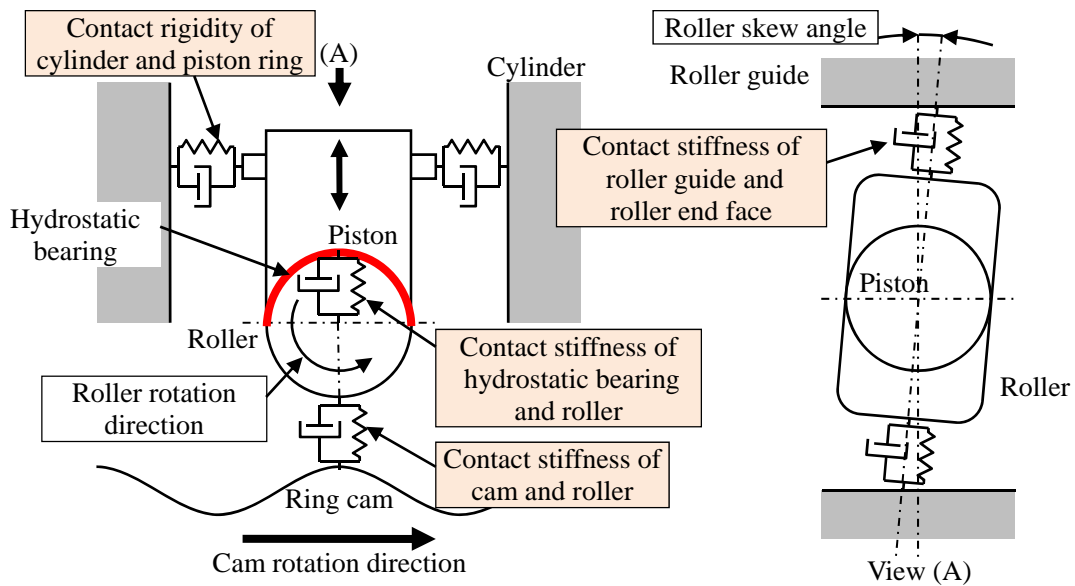 Contact rigidity of
cylinder and piston ring
(A)
Cylinder
Hydrostatic
bearing
Piston
Roller
Roller rotation
direction
Contact stiffness of
hydrostatic bearing
and roller
Contact stiffness of
cam and roller
Ring cam
Cam rotation direction
Roller skew angle
Roller guide
Contact stiffness of
roller guide and
roller end face
Piston
Roller
View (A)